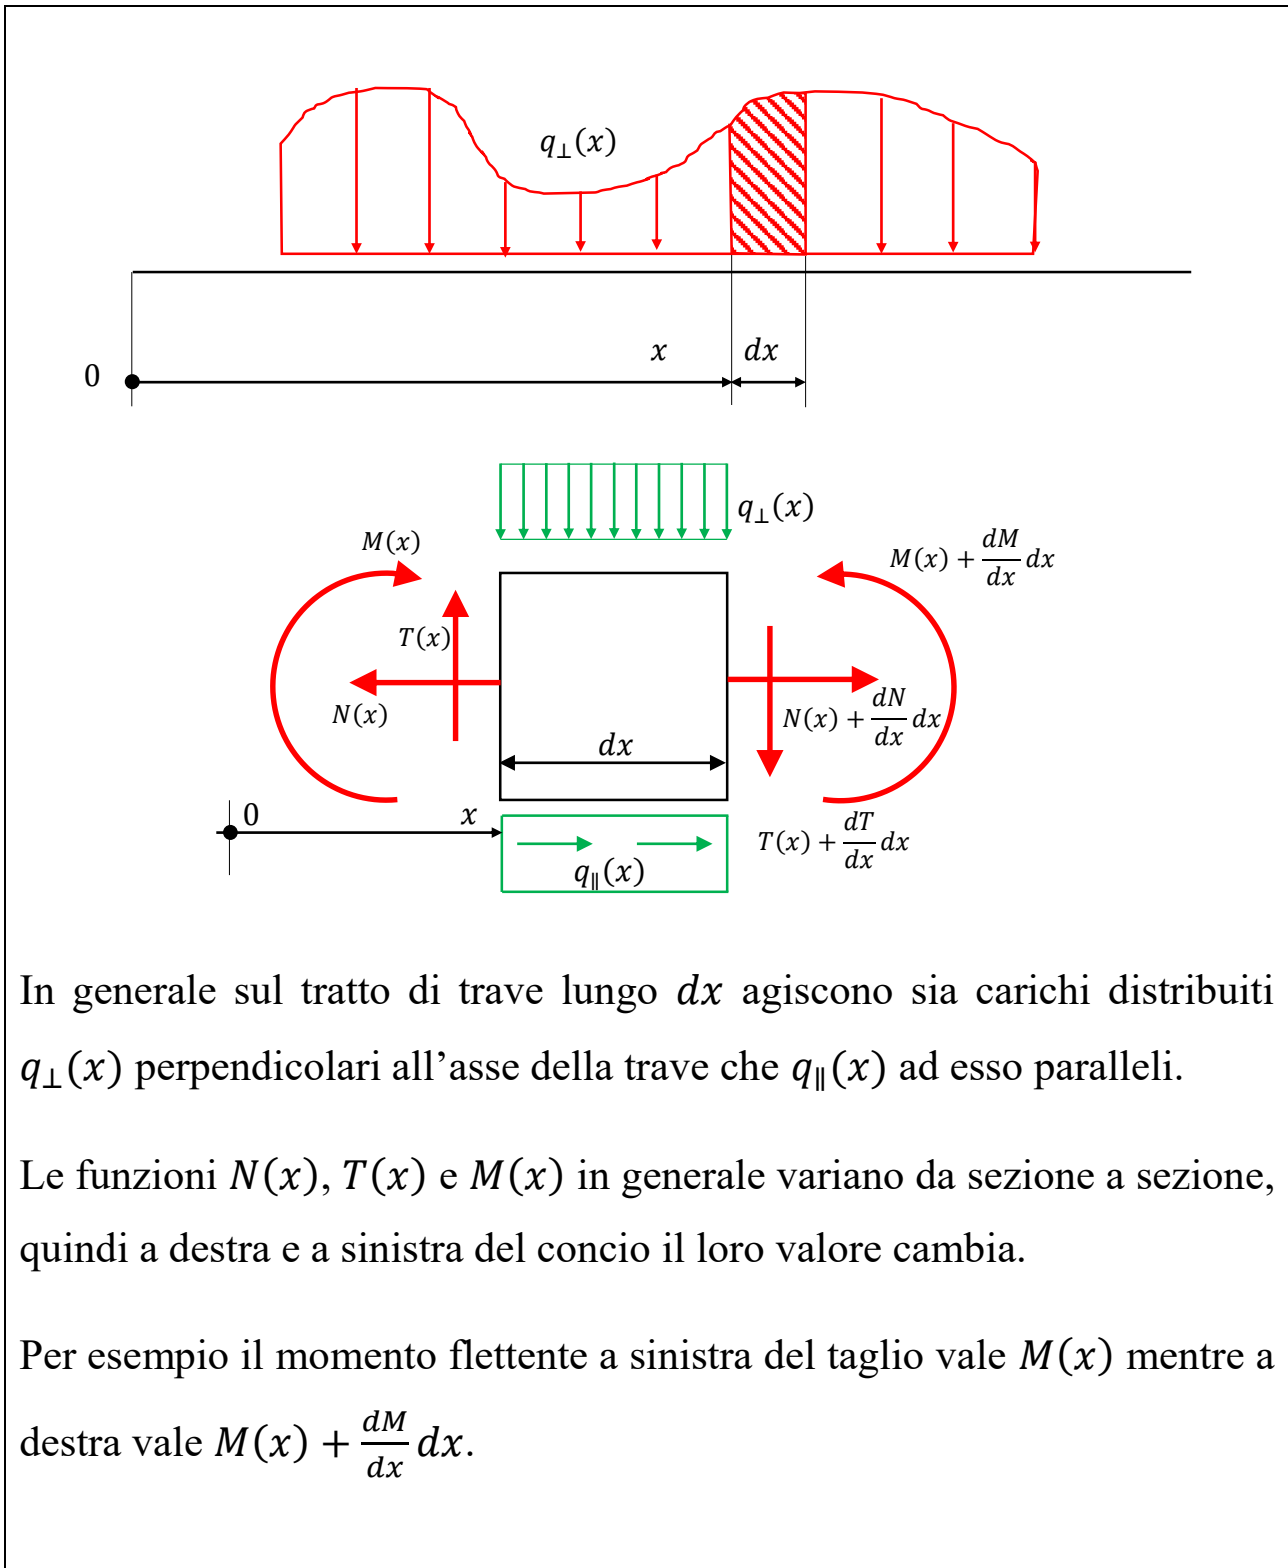 q⊥(x)
x dx
0
q⊥(x)
M(x)
M(x) + dM/dx dx
T(x)
N(x)
N(x) + dN/dx dx
dx
0 x
T(x) + dT/dx dx
q∥(x)
In generale sul tratto di trave lungo dx agiscono sia carichi distribuiti
q⊥(x) perpendicolari all’asse della trave che q∥(x) ad esso paralleli.
Le funzioni N(x), T(x) e M(x) in generale variano da sezione a sezione,
quindi a destra e a sinistra del concio il loro valore cambia.
Per esempio il momento flettente a sinistra del taglio vale M(x) mentre a
destra vale M(x) + dM/dx dx.